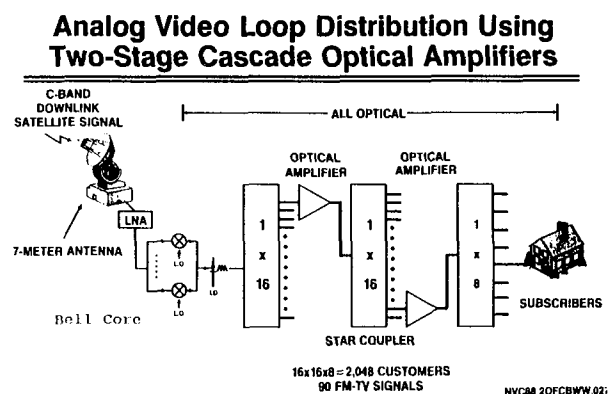 Analog Video Loop Distribution Using
Two-Stage Cascade Optical Amplifiers
C-BAND
DOWNLINK
SATELLITE SIGNAL
ALL OPTICAL
OPTICAL
AMPLIFIER
OPTICAL
AMPLIFIER
LNA
7-METER ANTENNA
LO
LO
LD
1
x
16
1
x
16
1
x
8
SUBSCRIBERS
Bell Core
STAR COUPLER
16x16x8=2,048 CUSTOMERS
90 FM-TV SIGNALS